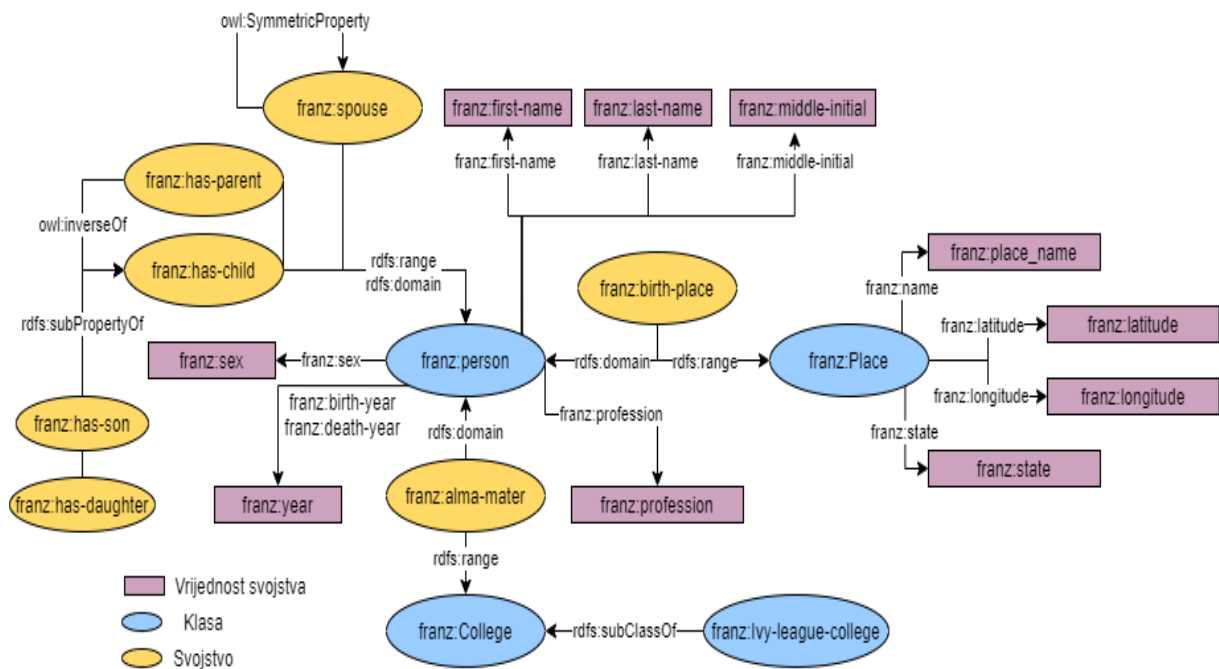 owl:SymmetricProperty
franz:spouse
franz:first-name
franz:last-name
franz:middle-initial
franz:first-name
franz:last-name
franz:middle-initial
franz:has-parent
owl:inverseOf
franz:has-child
rdfs:range
rdfs:domain
franz:birth-place
franz:place_name
franz:name
rdfs:subPropertyOf
franz:latitude
franz:latitude
franz:sex
franz:sex
franz:person
rdfs:domain
rdfs:range
franz:Place
franz:longitude
franz:longitude
franz:birth-year
franz:death-year
franz:profession
rdfs:domain
franz:state
franz:has-son
franz:state
franz:has-daughter
franz:year
franz:alma-mater
franz:profession
rdfs:range
Vrijednost svojstva
Klasa
Svojstvo
franz:College
rdfs:subClassOf
franz:Ivy-league-college